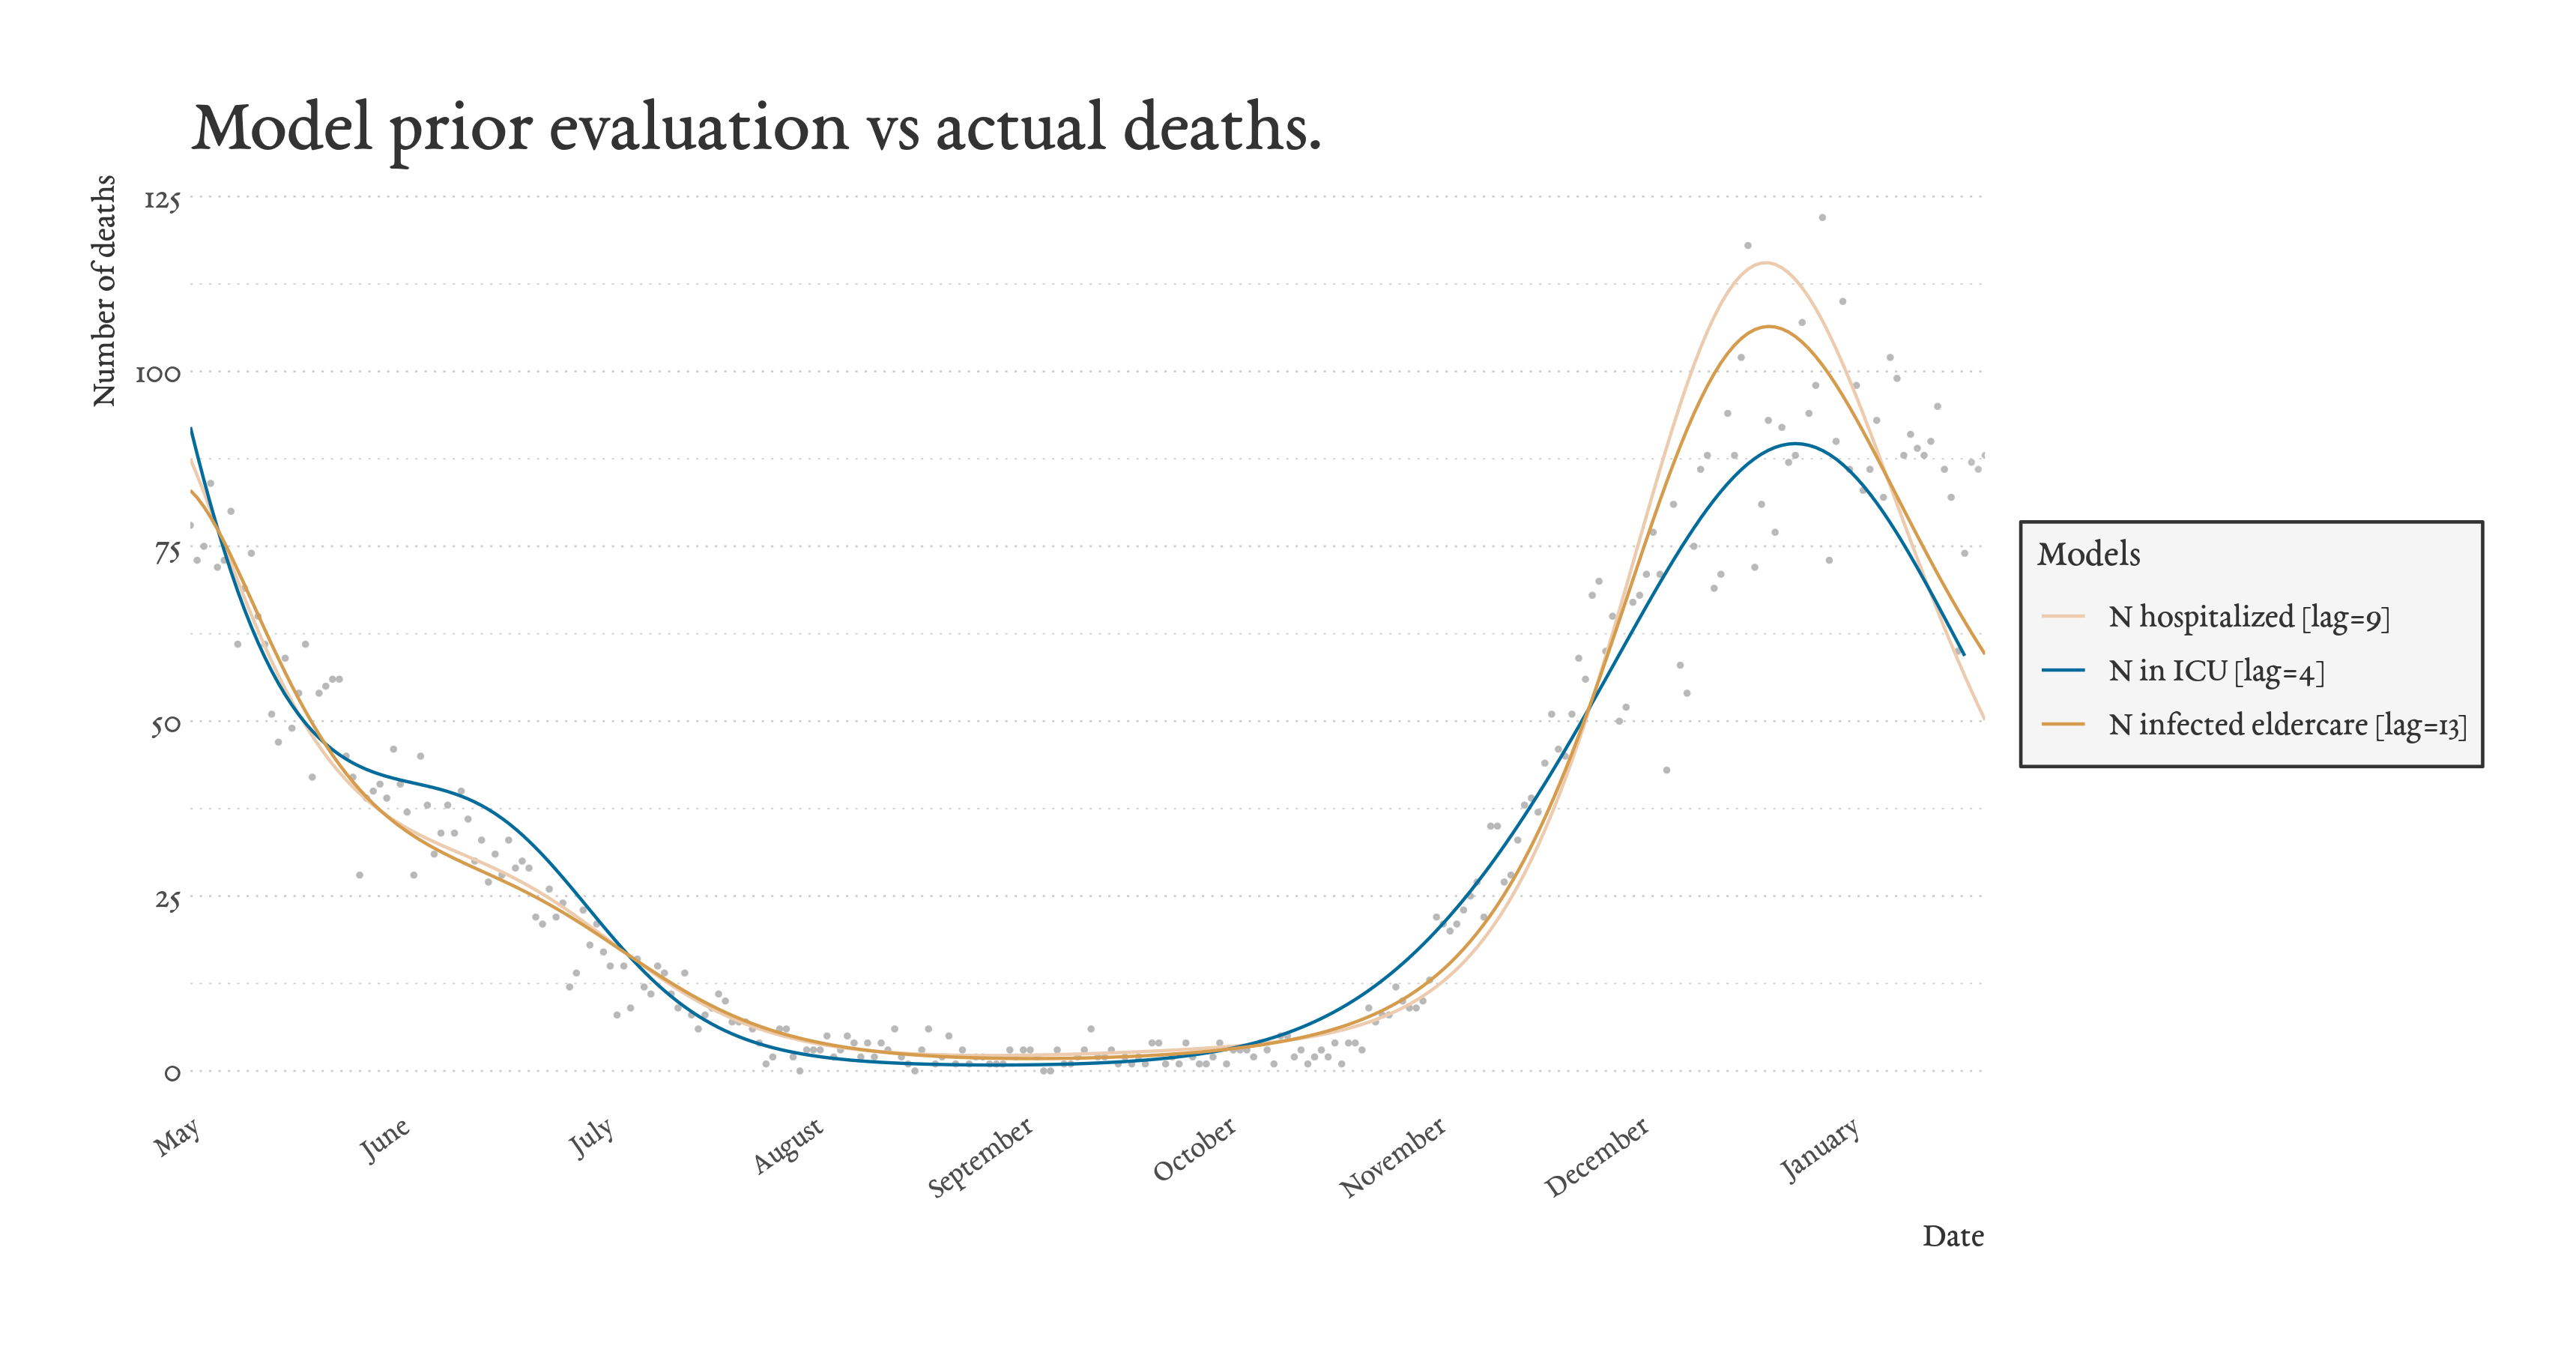 Model prior evaluation vs actual deaths.
Number of deaths
125
100
75
50
25
0
May
June
July
August
September
October
November
December
January
Date
Models
N hospitalized [lag=9]
N in ICU [lag=4]
N infected eldercare [lag=13]